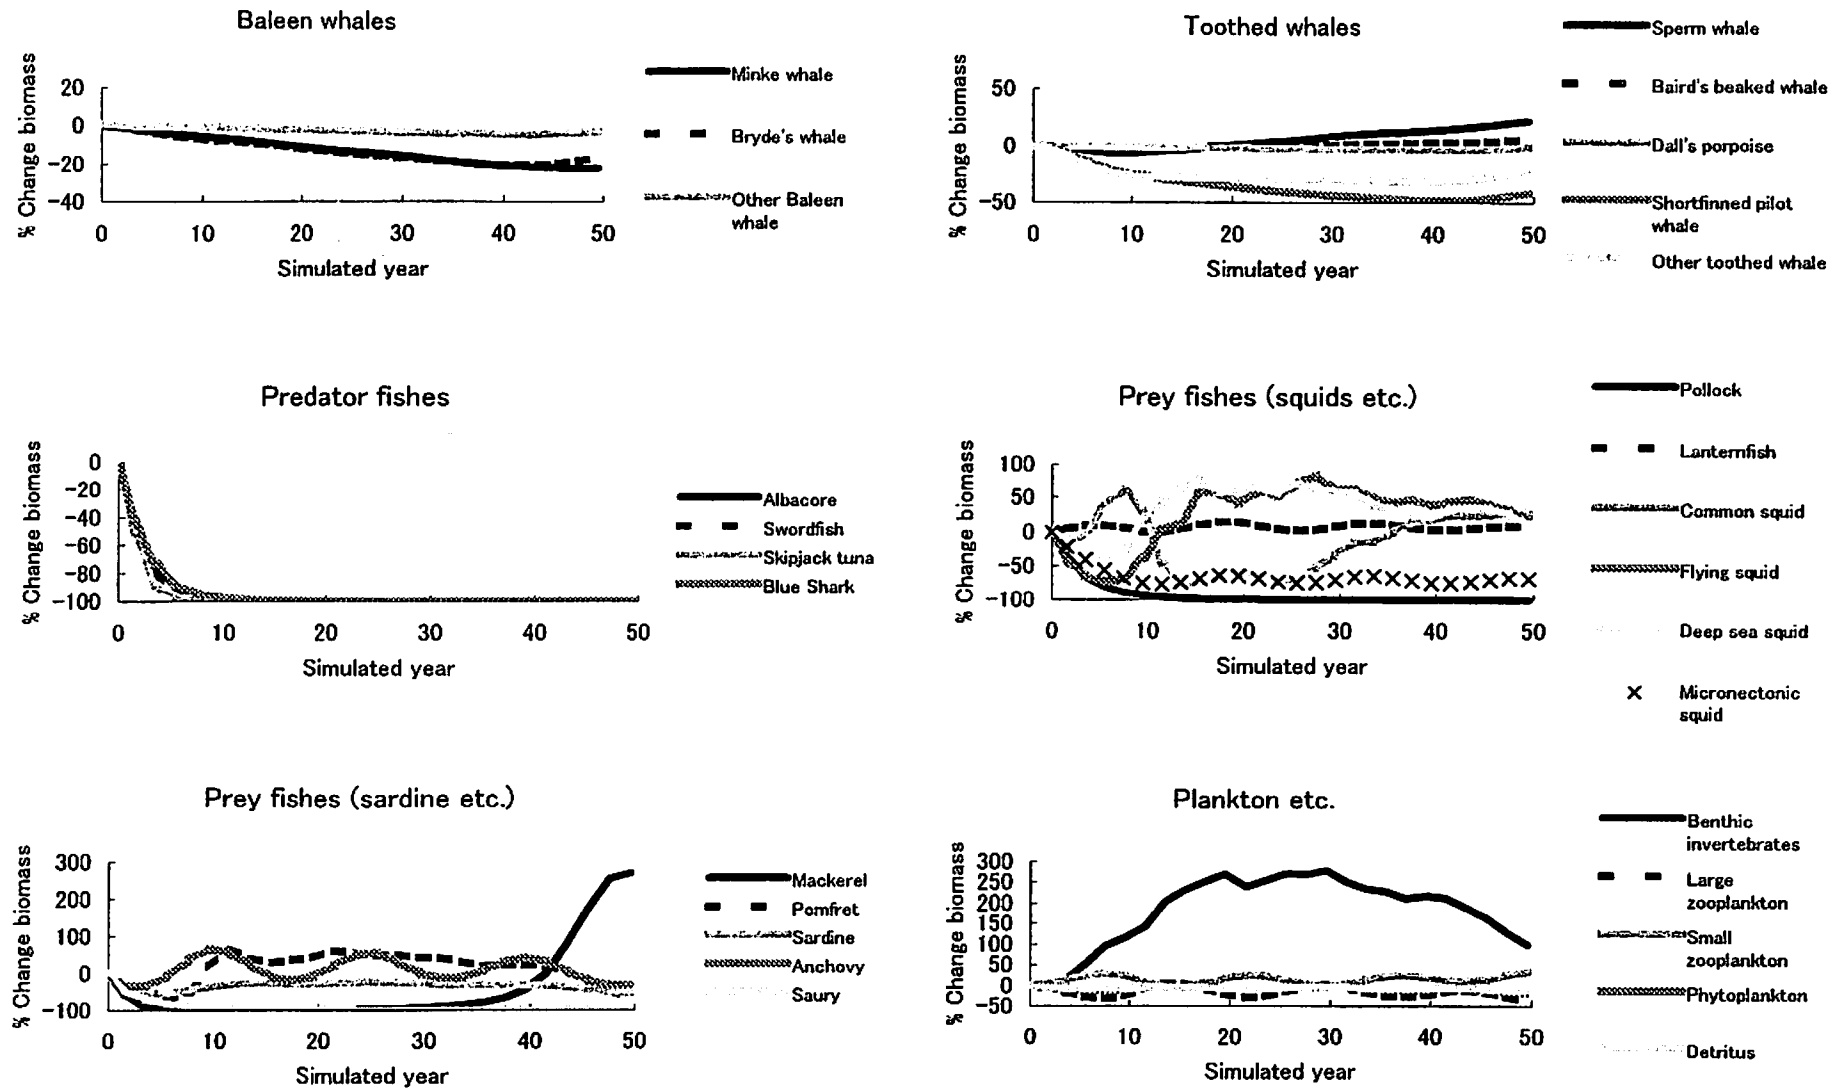 Baleen whales
% Change biomass
20
0
-20
-40
0 10 20 30 40 50
Simulated year
Minke whale
Bryde's whale
Other Baleen
whale
Toothed whales
% Change biomass
50
0
-50
0 10 20 30 40 50
Simulated year
Sperm whale
Baird's beaked whale
Dall's porpoise
Shortfinned pilot
whale
Other toothed whale
Predator fishes
% Change biomass
0
-20
-40
-60
-80
-100
0 10 20 30 40 50
Simulated year
Albacore
Swordfish
Skipjack tuna
Blue Shark
Prey fishes (squids etc.)
% Change biomass
100
50
0
-50
-100
0 10 20 30 40 50
Simulated year
Pollock
Lanternfish
Common squid
Flying squid
Deep sea squid
Micronectonic
squid
Prey fishes (sardine etc.)
% Change biomass
300
200
100
0
-100
0 10 20 30 40 50
Simulated year
Mackerel
Pomfret
Sardine
Anchovy
Saury
Plankton etc.
% Change biomass
300
250
200
150
100
50
0
-50
0 10 20 30 40 50
Simulated year
Benthic
invertebrates
Large
zooplankton
Small
zooplankton
Phytoplankton
Detritus